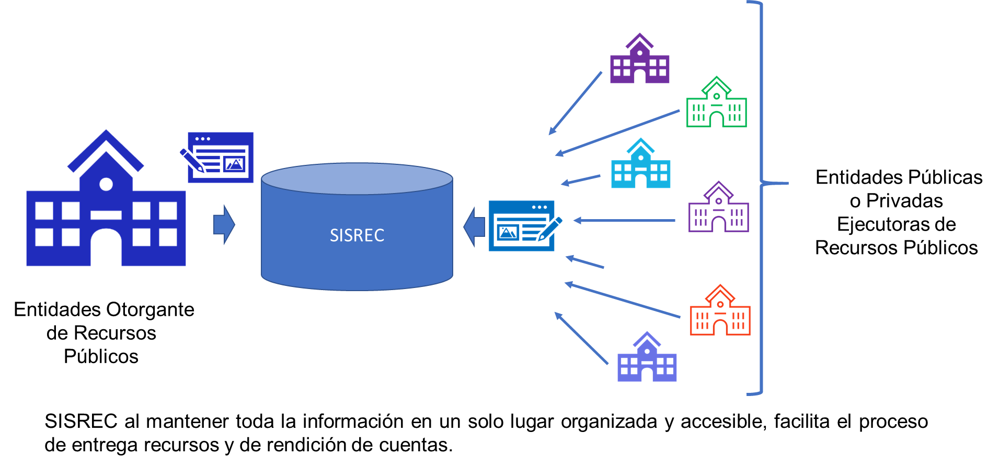 SISREC
Entidades Otorgante
de Recursos
Públicos
Entidades Públicas
o Privadas
Ejecutoras de
Recursos Públicos
SISREC al mantener toda la información en un solo lugar organizada y accesible, facilita el proceso
de entrega recursos y de rendición de cuentas.